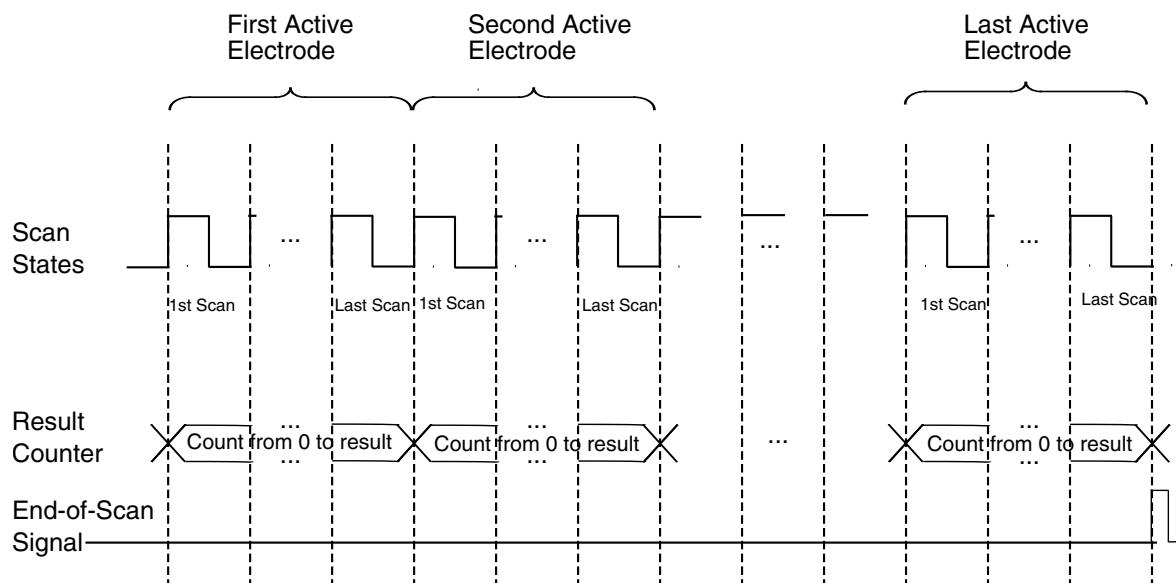 First Active
Electrode
Second Active
Electrode
Last Active
Electrode
Scan
States
...
...
...
...
1st Scan
Last Scan
1st Scan
Last Scan
1st Scan
Last Scan
Result
Counter
...
Count from 0 to result
...
...
Count from 0 to result
...
...
...
Count from 0 to result
...
End-of-Scan
Signal